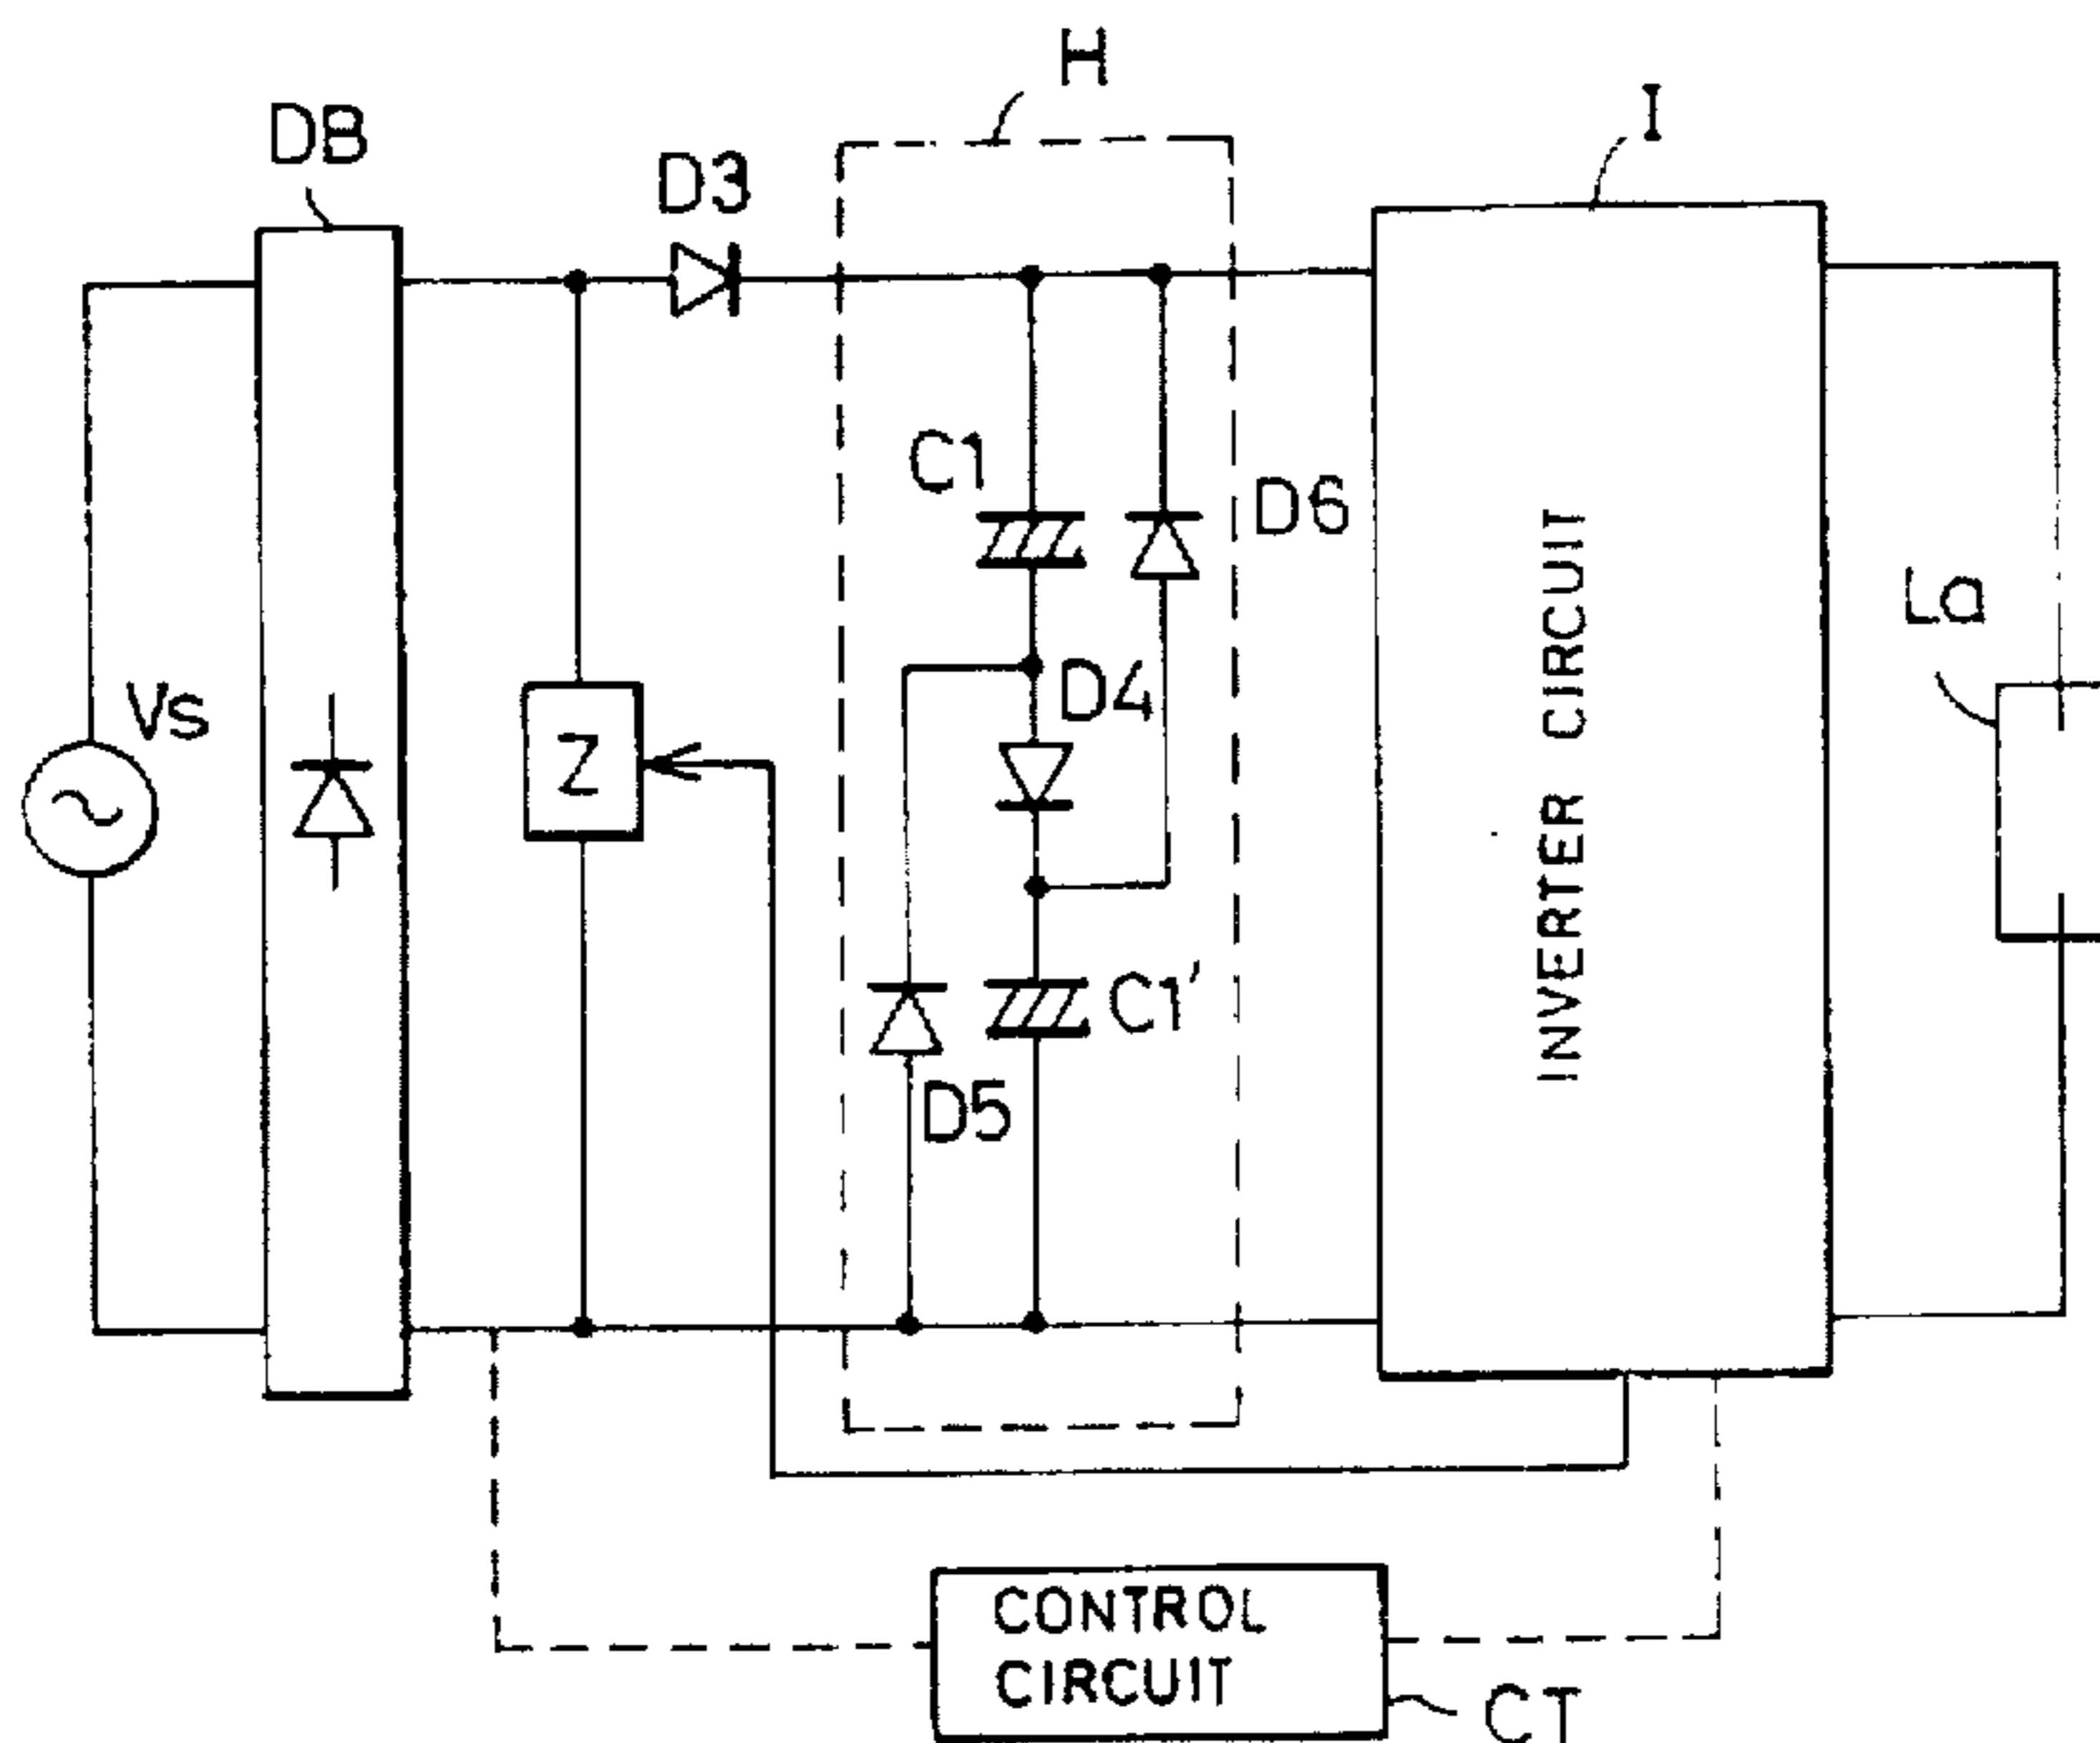 H
I
DB
D3
C1
D6
La
D4
Vs
Z
INVERTER CIRCUIT
C1'
D5
CONTROL
CIRCUIT
CT